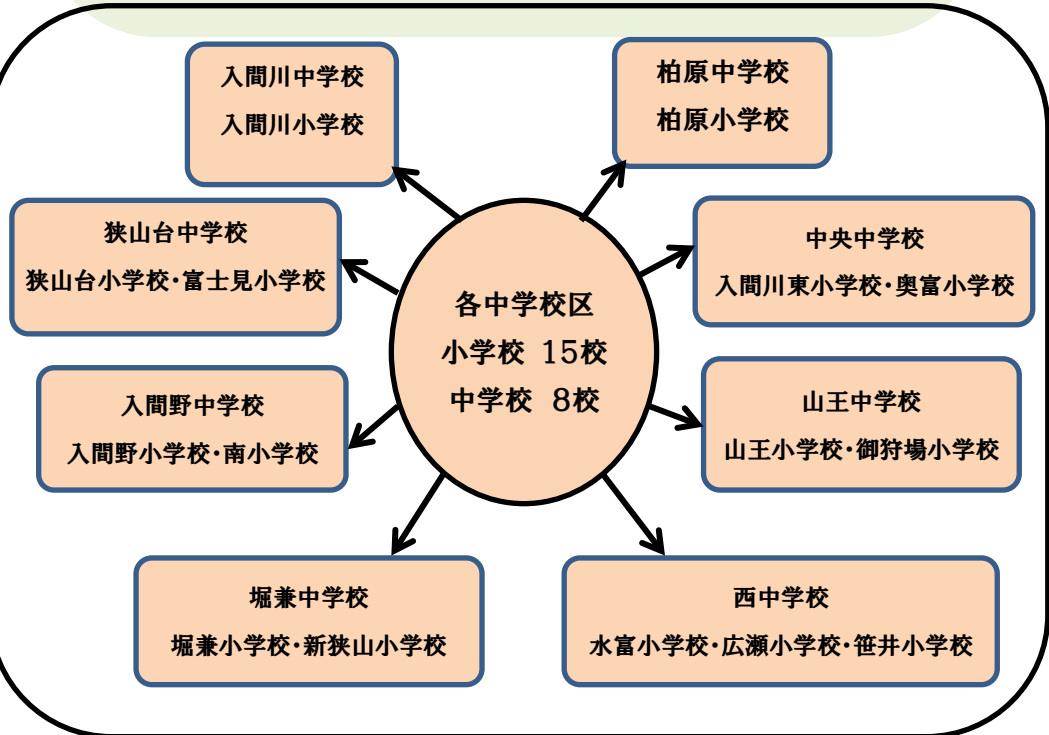 入間川中学校
入間川小学校
柏原中学校
柏原小学校
狭山台中学校
狭山台小学校・富士見小学校
中央中学校
入間川東小学校・奥富小学校
各中学校区
小学校 15校
中学校 8校
入間野中学校
入間野小学校・南小学校
山王中学校
山王小学校・御狩場小学校
堀兼中学校
堀兼小学校・新狭山小学校
西中学校
水富小学校・広瀬小学校・笹井小学校